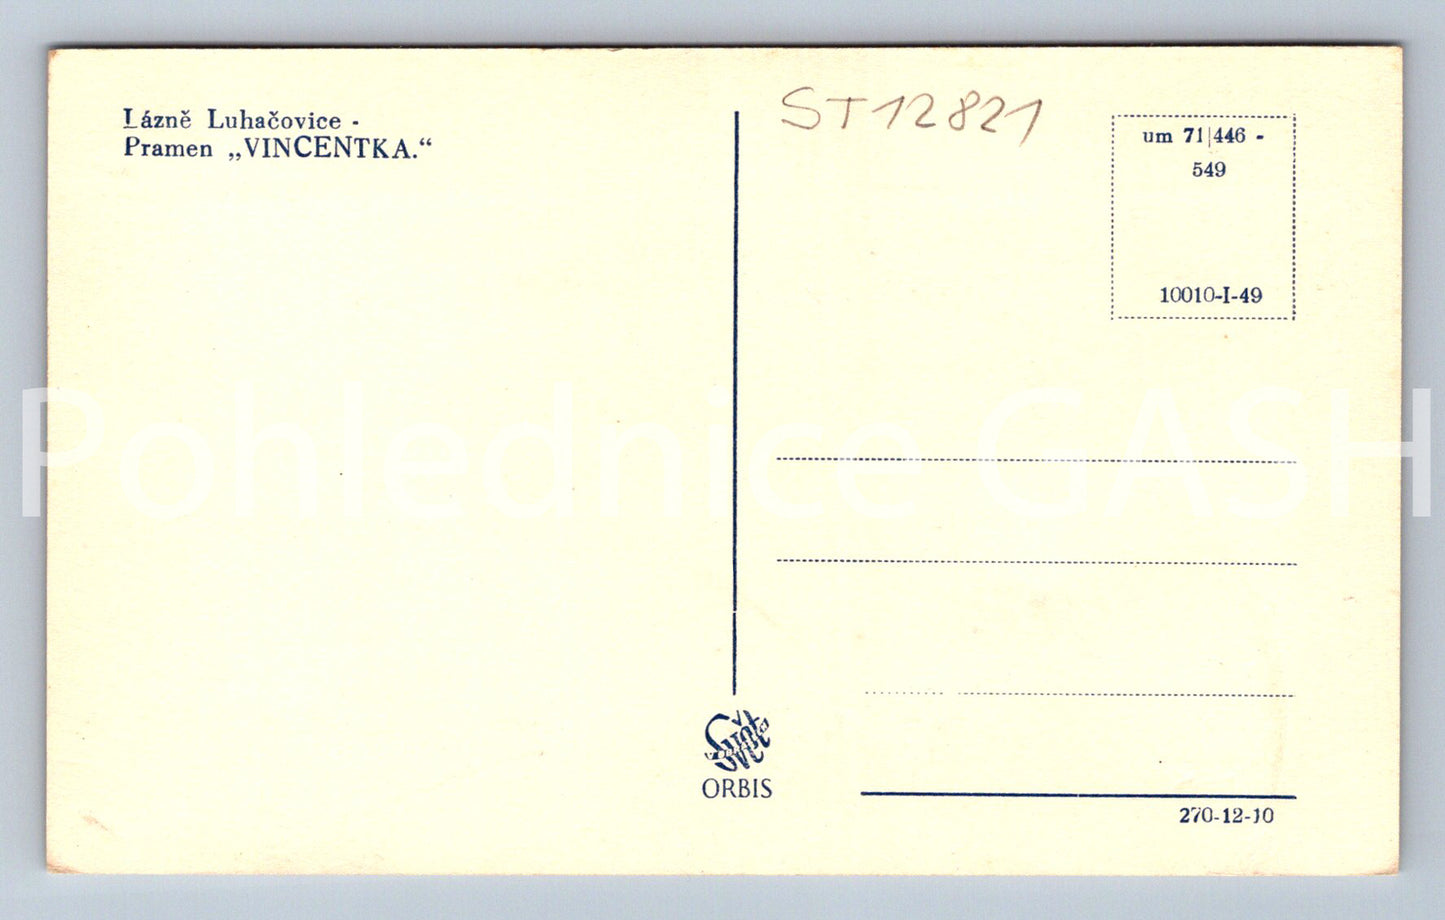 Lázně Luhačovice -
Pramen „VINCENTKA.“
ST12821
um 71|446 -
549
10010-I-49
Pohlednice GASH
Svět
ORBIS
270-12-10